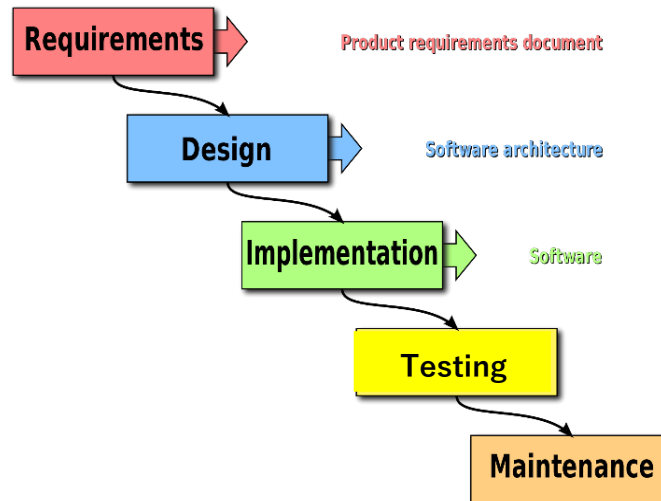 Requirements
Product requirements document
Design
Software architecture
Implementation
Software
Testing
Maintenance